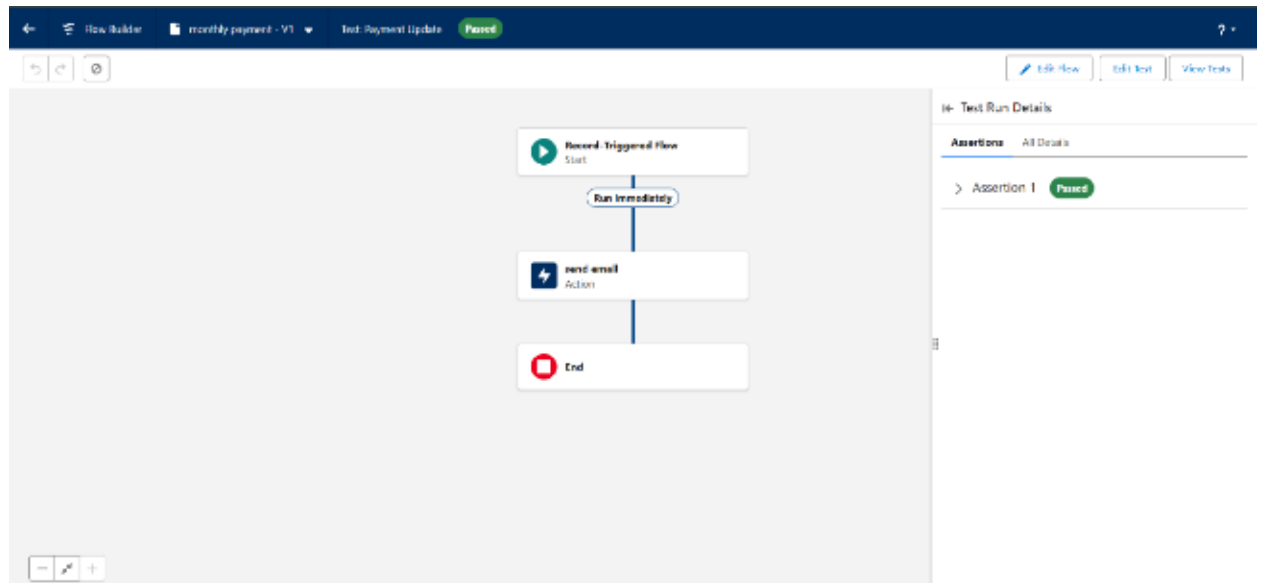 Flow Builder
monthly payment - V1
Test: Payment Update
Passed
?
Edit Flow
Edit Test
View Tests
Test Run Details
Assertions
All Details
Assertion 1
Passed
Record-Triggered Flow
Start
Run Immediately
send email
Action
End